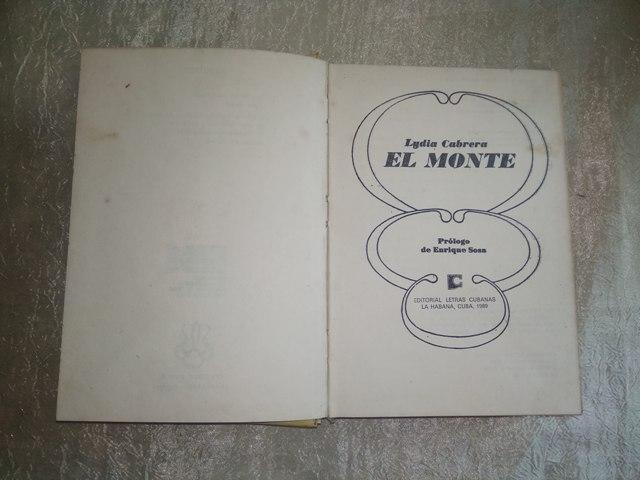 Lydia Cabrera
EL MONTE
Prólogo
de Enrique Sosa
EDITORIAL LETRAS CUBANAS
LA HABANA, CUBA, 1989